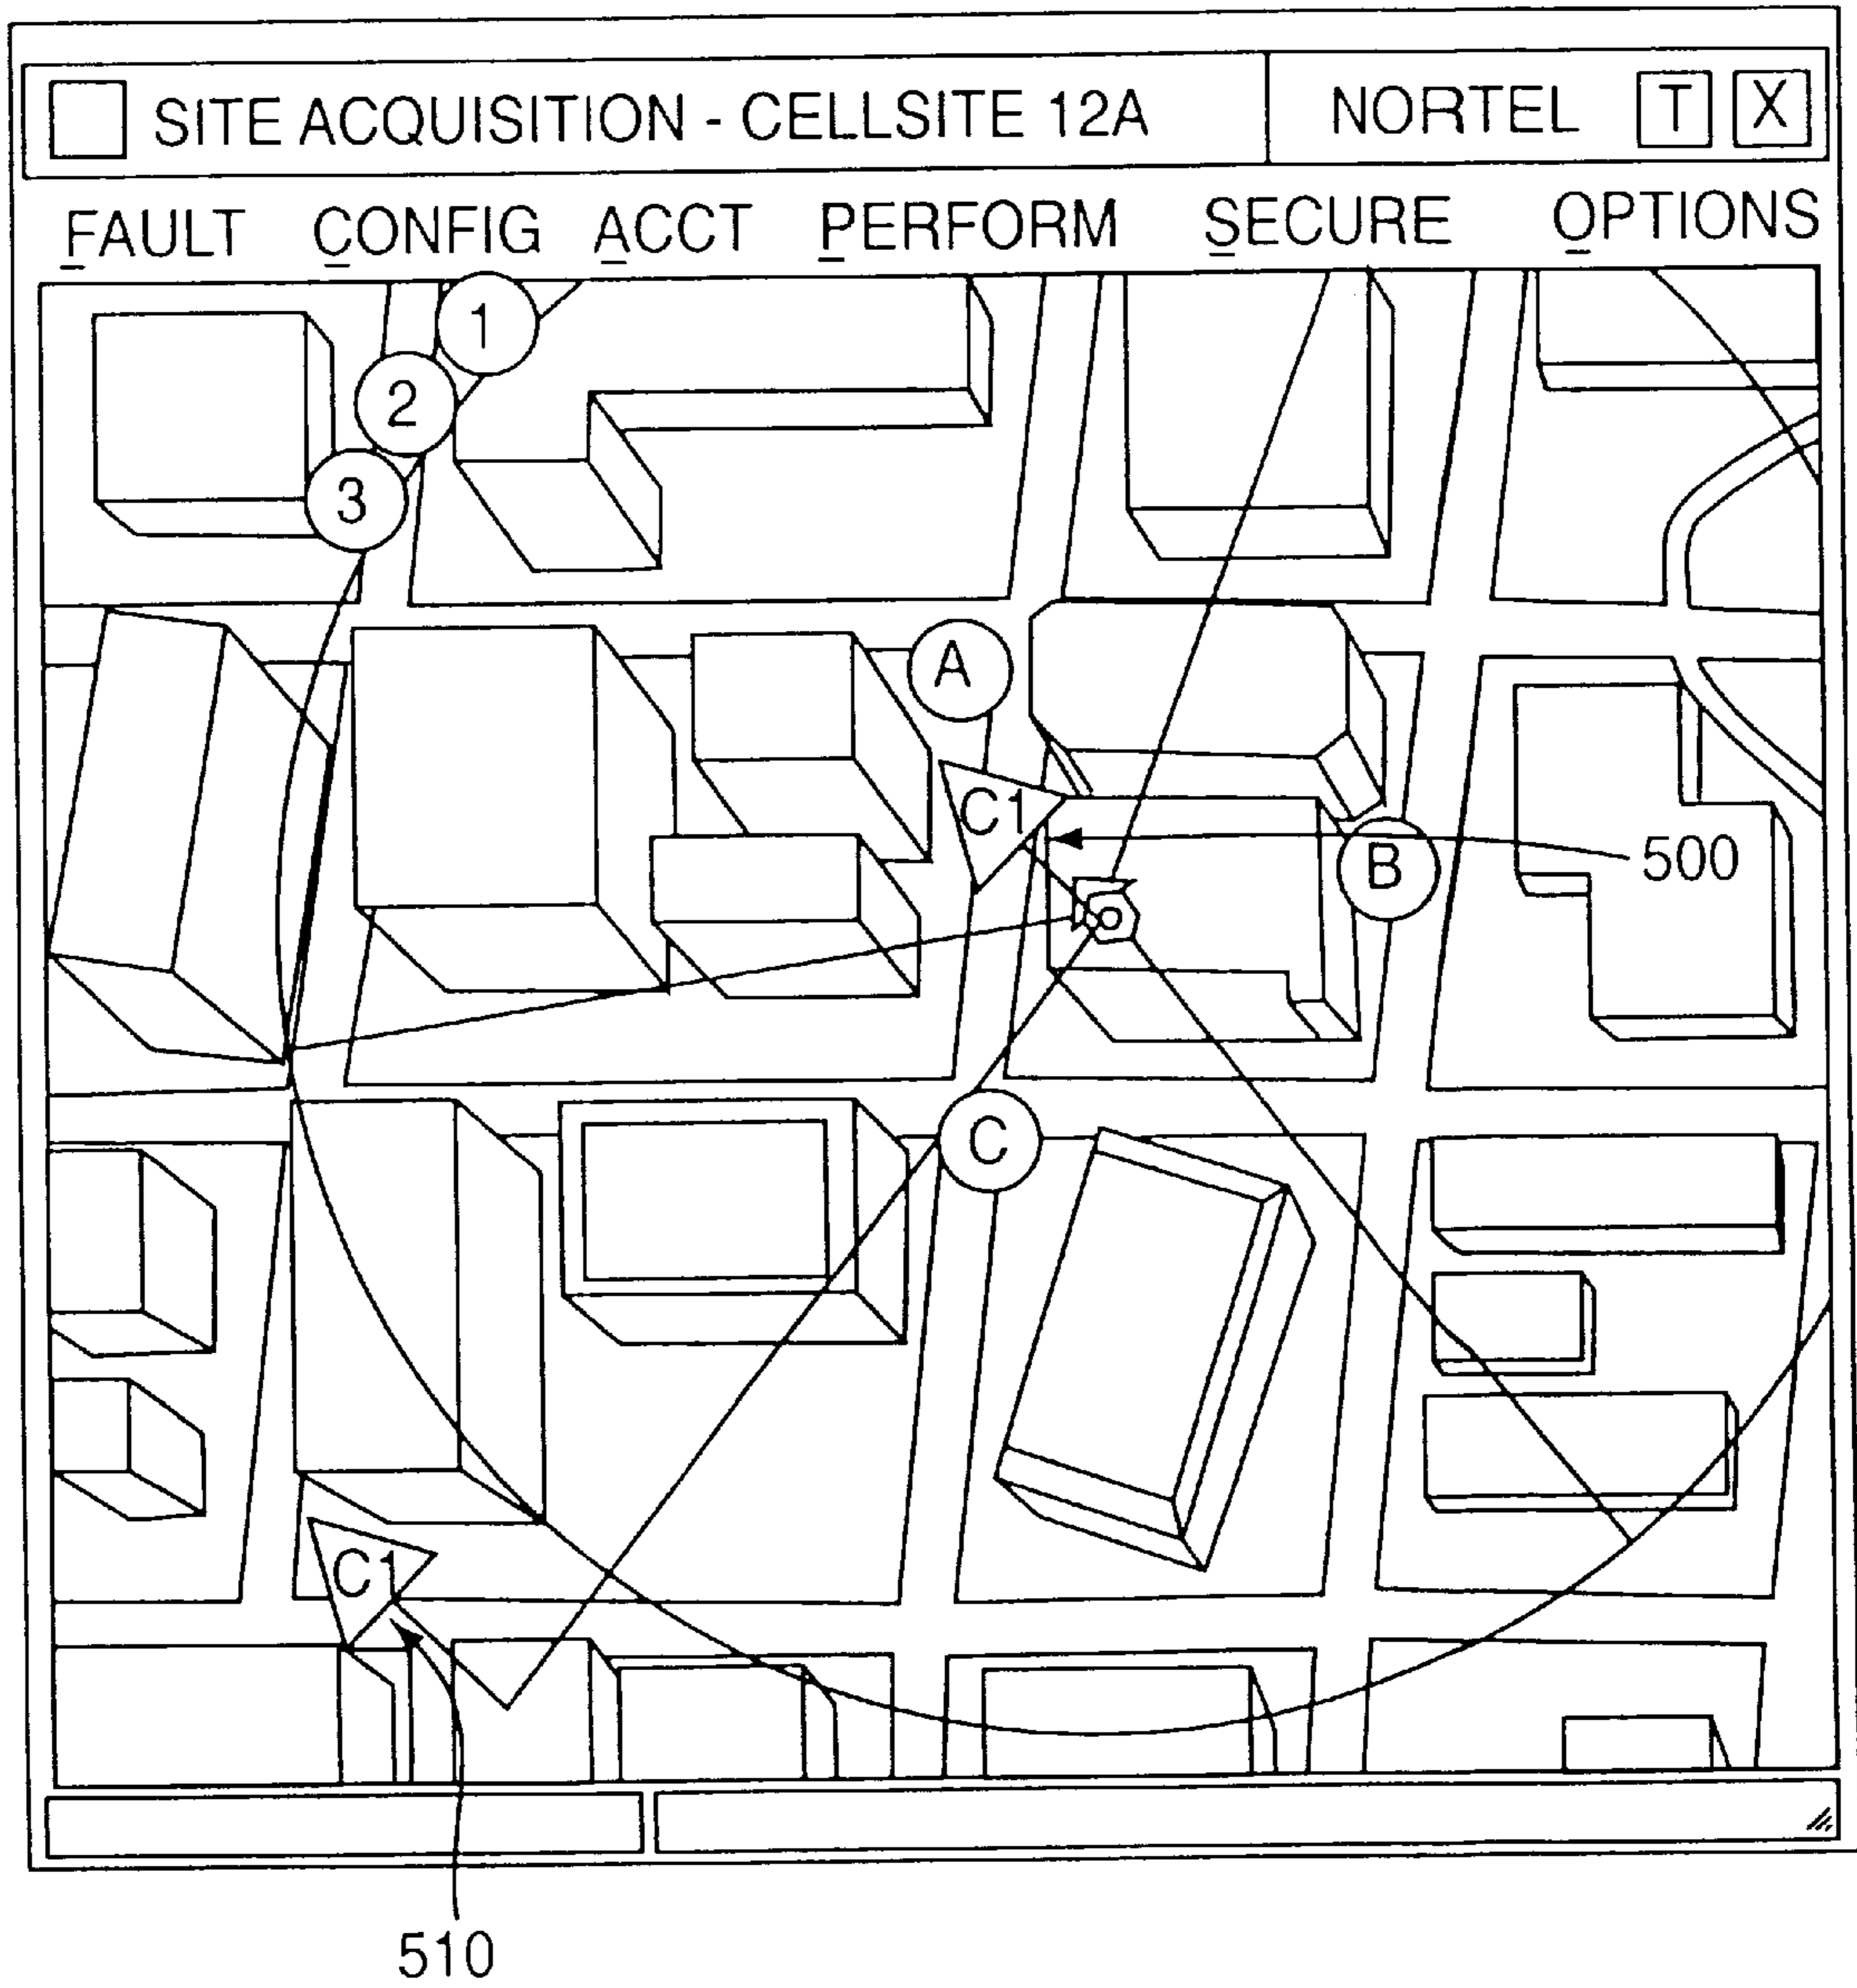 SITE ACQUISITION - CELLSITE 12A NORTEL T X
FAULT CONFIG ACCT PERFORM SECURE OPTIONS
1
2
3
A
C1
B
500
C
C1
510